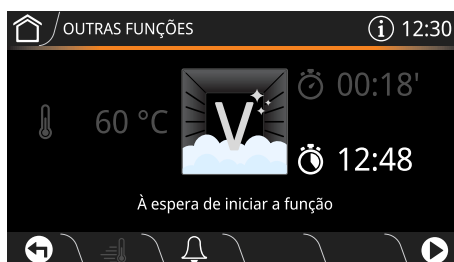 OUTRAS FUNÇÕES
i 12:30
60 °C
V
00:18'
12:48
À espera de iniciar a função